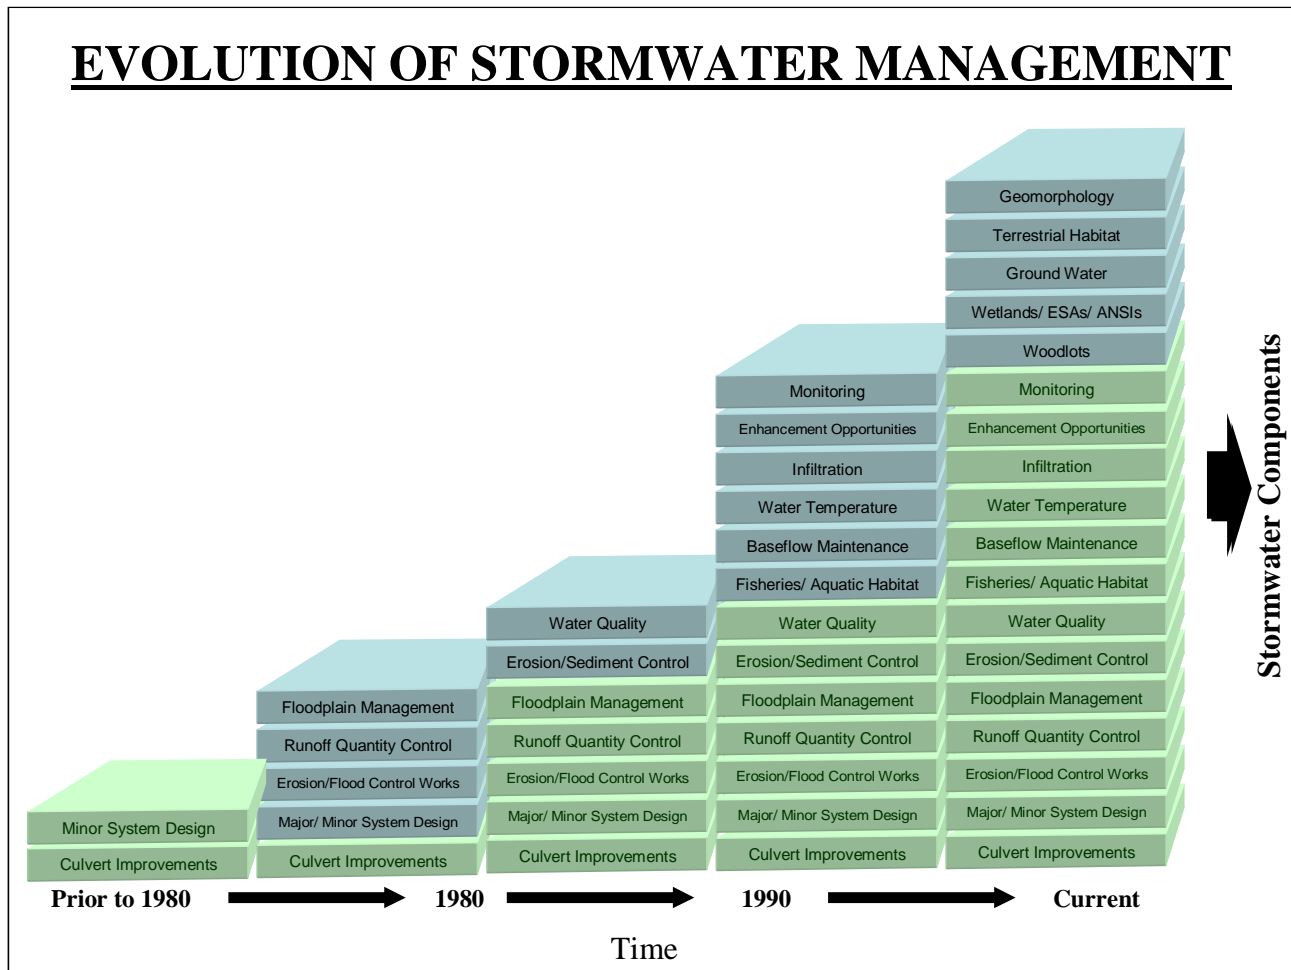 EVOLUTION OF STORMWATER MANAGEMENT
Minor System Design
Culvert Improvements
Floodplain Management
Runoff Quantity Control
Erosion/Flood Control Works
Major/ Minor System Design
Culvert Improvements
Water Quality
Erosion/Sediment Control
Floodplain Management
Runoff Quantity Control
Erosion/Flood Control Works
Major/ Minor System Design
Culvert Improvements
Monitoring
Enhancement Opportunities
Infiltration
Water Temperature
Baseflow Maintenance
Fisheries/ Aquatic Habitat
Water Quality
Erosion/Sediment Control
Floodplain Management
Runoff Quantity Control
Erosion/Flood Control Works
Major/ Minor System Design
Culvert Improvements
Geomorphology
Terrestrial Habitat
Ground Water
Wetlands/ ESAs/ ANSIs
Woodlots
Monitoring
Enhancement Opportunities
Infiltration
Water Temperature
Baseflow Maintenance
Fisheries/ Aquatic Habitat
Water Quality
Erosion/Sediment Control
Floodplain Management
Runoff Quantity Control
Erosion/Flood Control Works
Major/ Minor System Design
Culvert Improvements
Stormwater Components
Prior to 1980
1980
1990
Current
Time